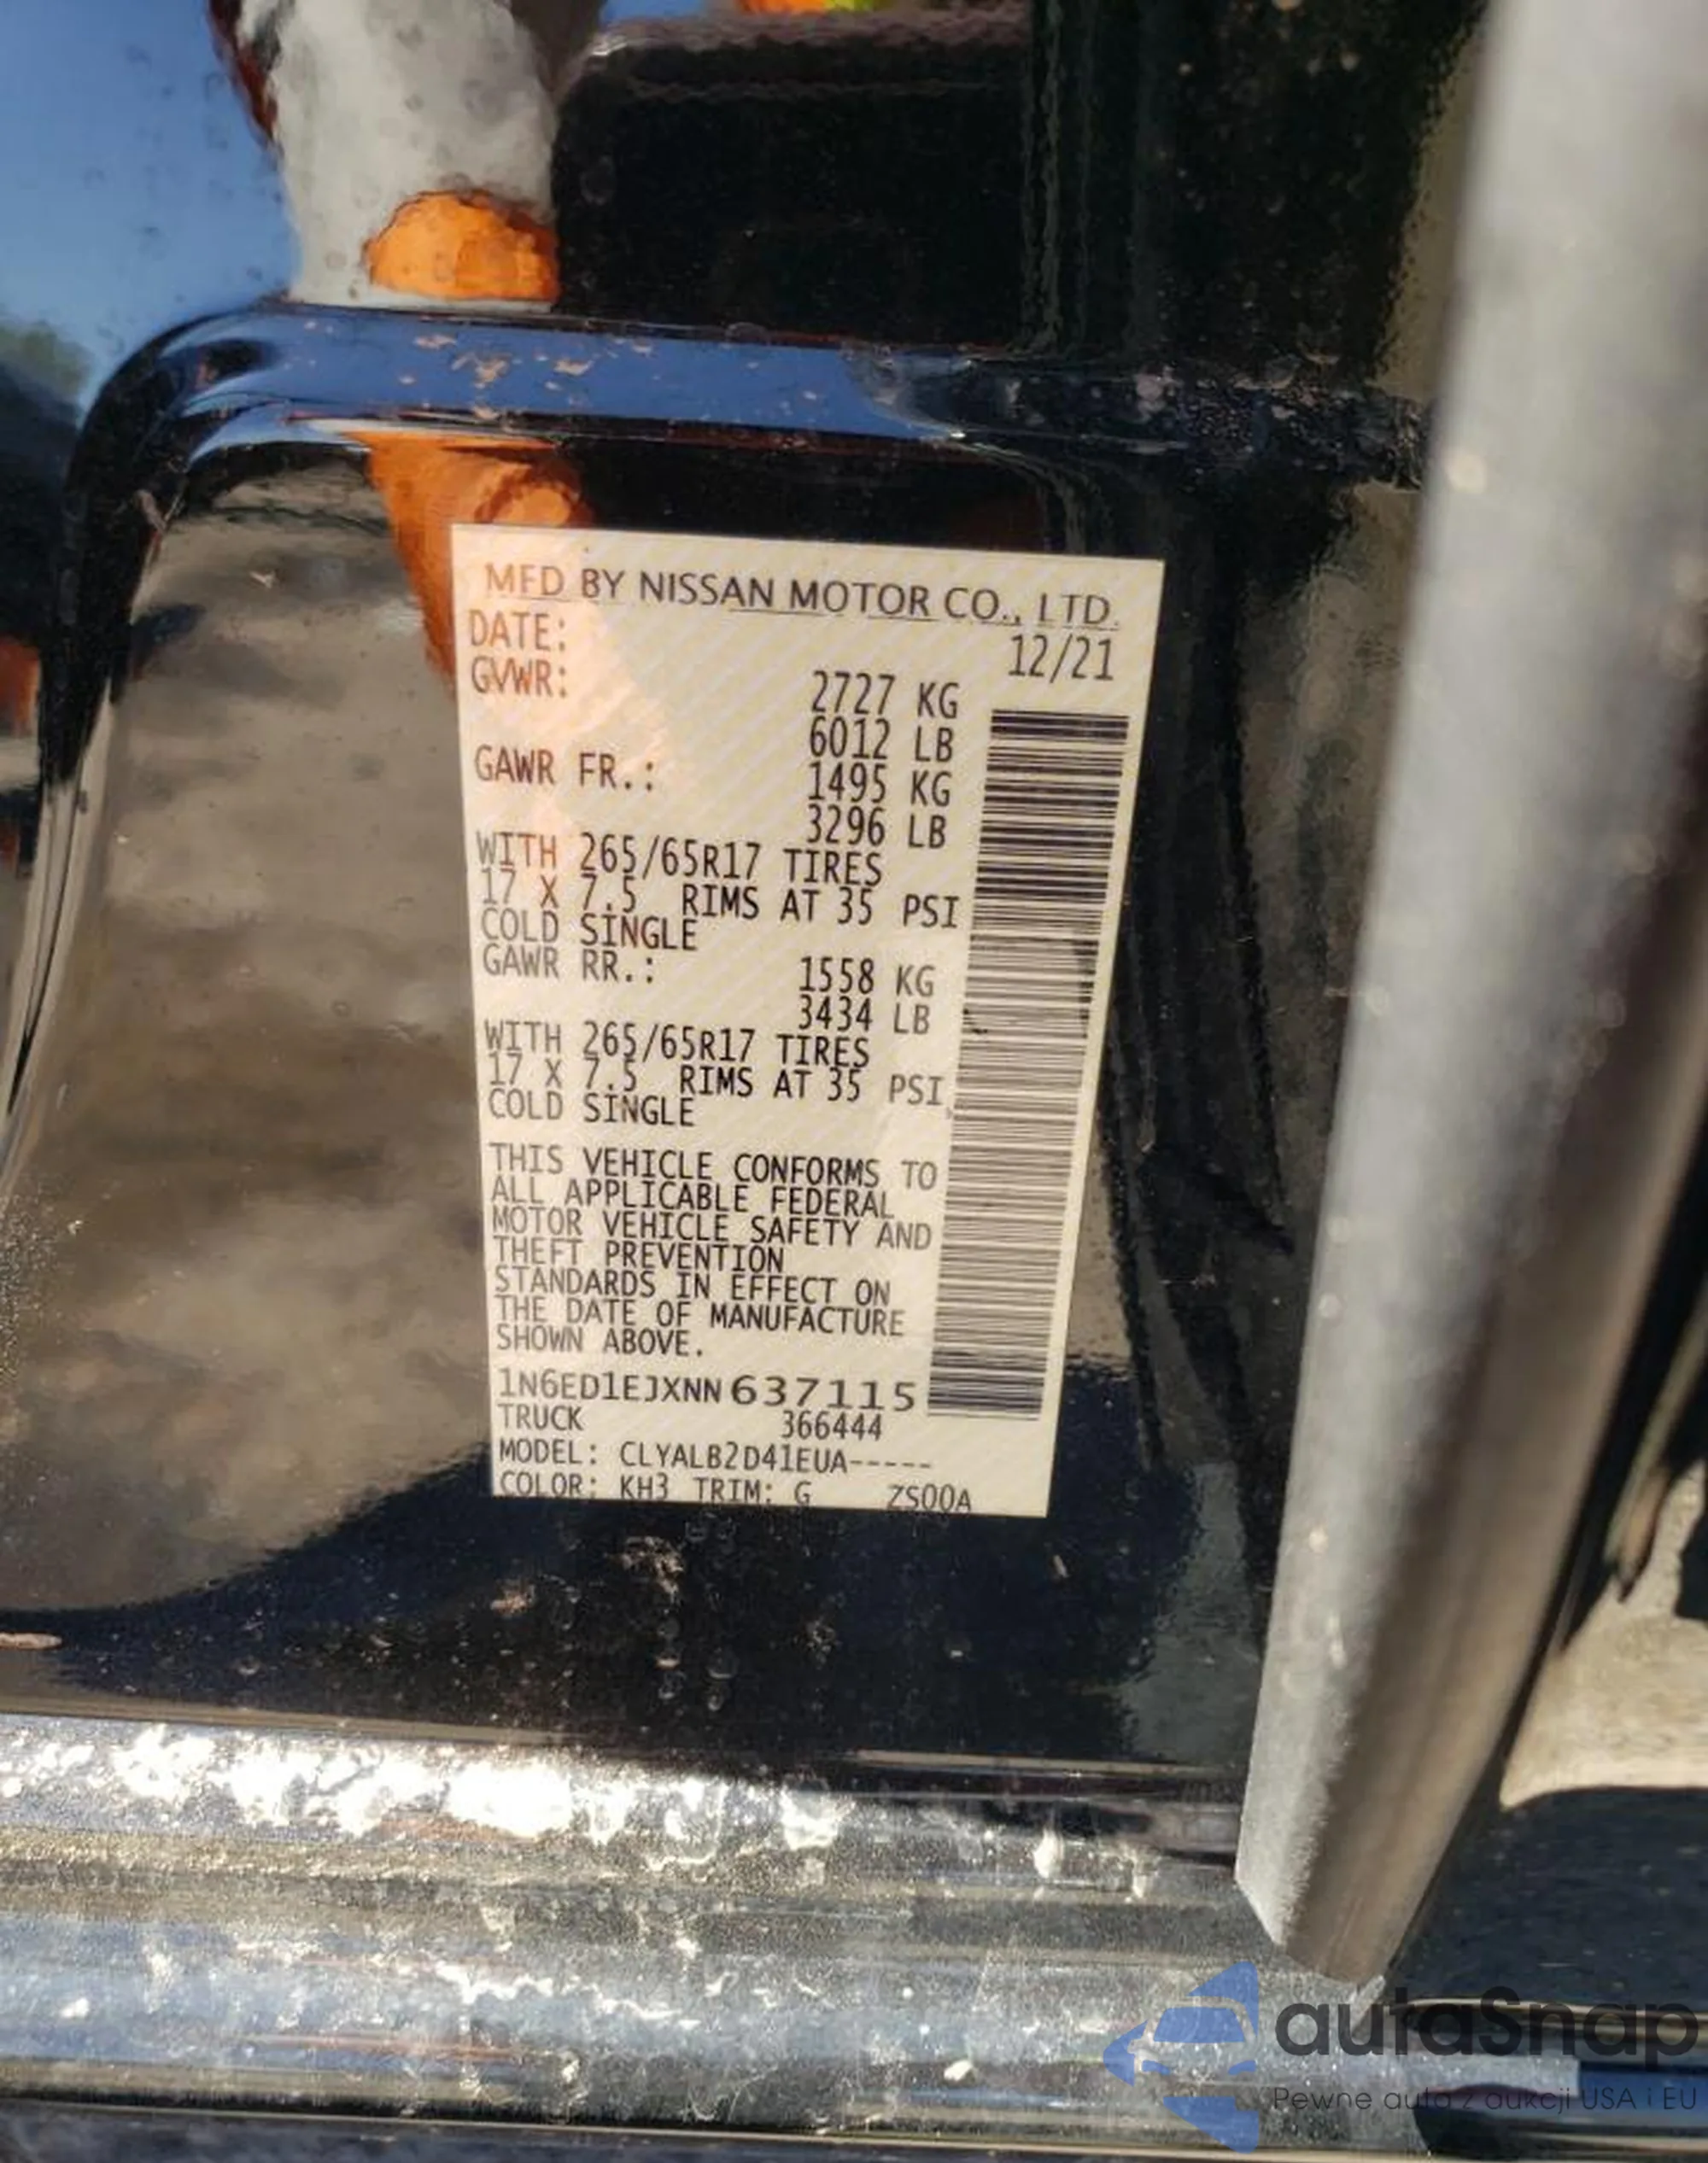 MFD BY NISSAN MOTOR CO., LTD.
DATE: 12/21
GVWR: 2727 KG
6012 LB
GAWR FR.: 1495 KG
3296 LB
WITH 265/65R17 TIRES
17 X 7.5 RIMS AT 35 PSI
COLD SINGLE
GAWR RR.: 1558 KG
3434 LB
WITH 265/65R17 TIRES
17 X 7.5 RIMS AT 35 PSI
COLD SINGLE
THIS VEHICLE CONFORMS TO
ALL APPLICABLE FEDERAL
MOTOR VEHICLE SAFETY AND
THEFT PREVENTION
STANDARDS IN EFFECT ON
THE DATE OF MANUFACTURE
SHOWN ABOVE.
1N6ED1EJXNN637115
TRUCK 366444
MODEL: CLYALB2D41EUA-----
COLOR: KH3 TRIM: G ZS00A
autaSnap
Pewne auta z aukcji USA i EU